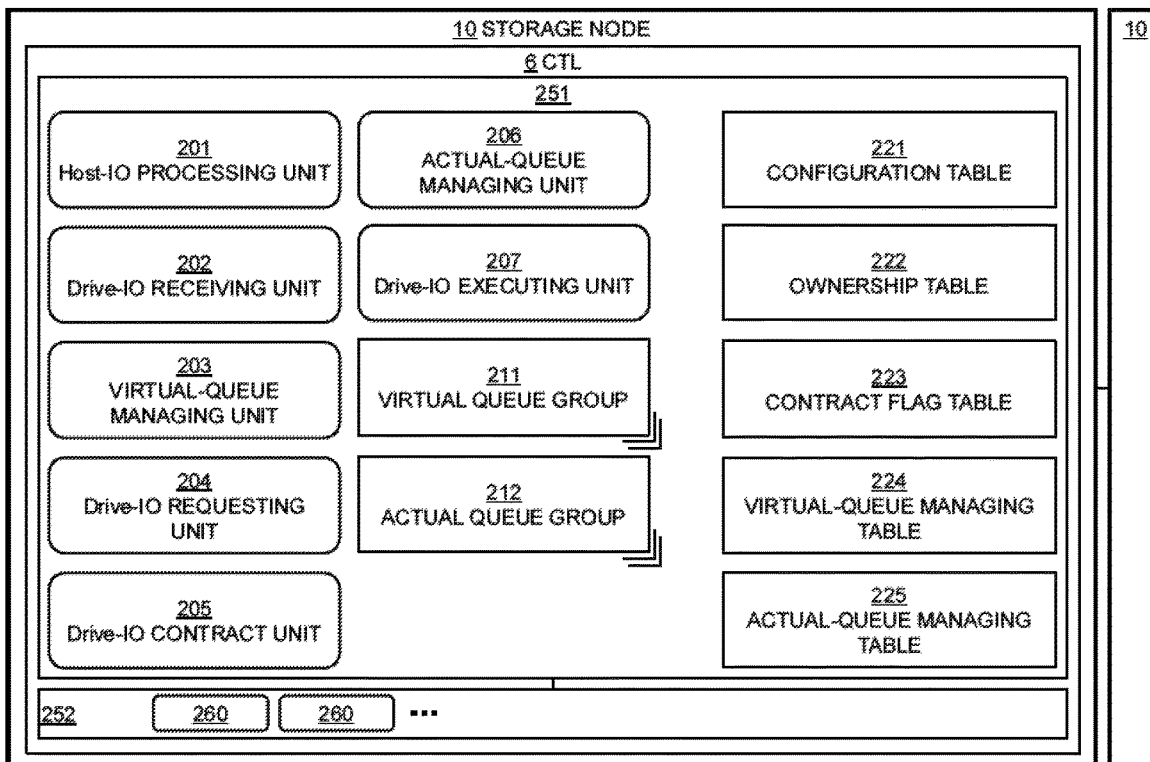 10 STORAGE NODE
6 CTL
251
201
Host-IO PROCESSING UNIT
202
Drive-IO RECEIVING UNIT
203
VIRTUAL-QUEUE
MANAGING UNIT
204
Drive-IO REQUESTING
UNIT
205
Drive-IO CONTRACT UNIT
206
ACTUAL-QUEUE
MANAGING UNIT
207
Drive-IO EXECUTING UNIT
211
VIRTUAL QUEUE GROUP
212
ACTUAL QUEUE GROUP
221
CONFIGURATION TABLE
222
OWNERSHIP TABLE
223
CONTRACT FLAG TABLE
224
VIRTUAL-QUEUE MANAGING
TABLE
225
ACTUAL-QUEUE MANAGING
TABLE
252 260 260 ...
10